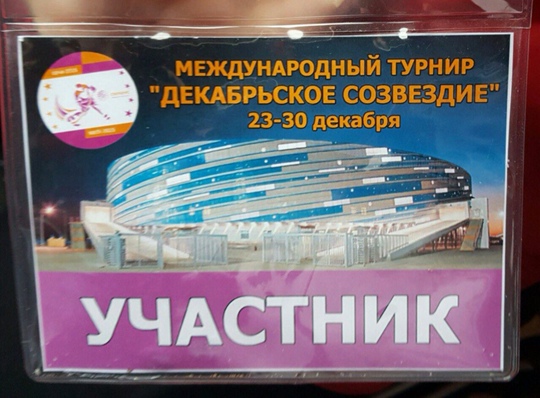 МЕЖДУНАРОДНЫЙ ТУРНИР
"ДЕКАБРЬСКОЕ СОЗВЕЗДИЕ"
23-30 декабря
УЧАСТНИК